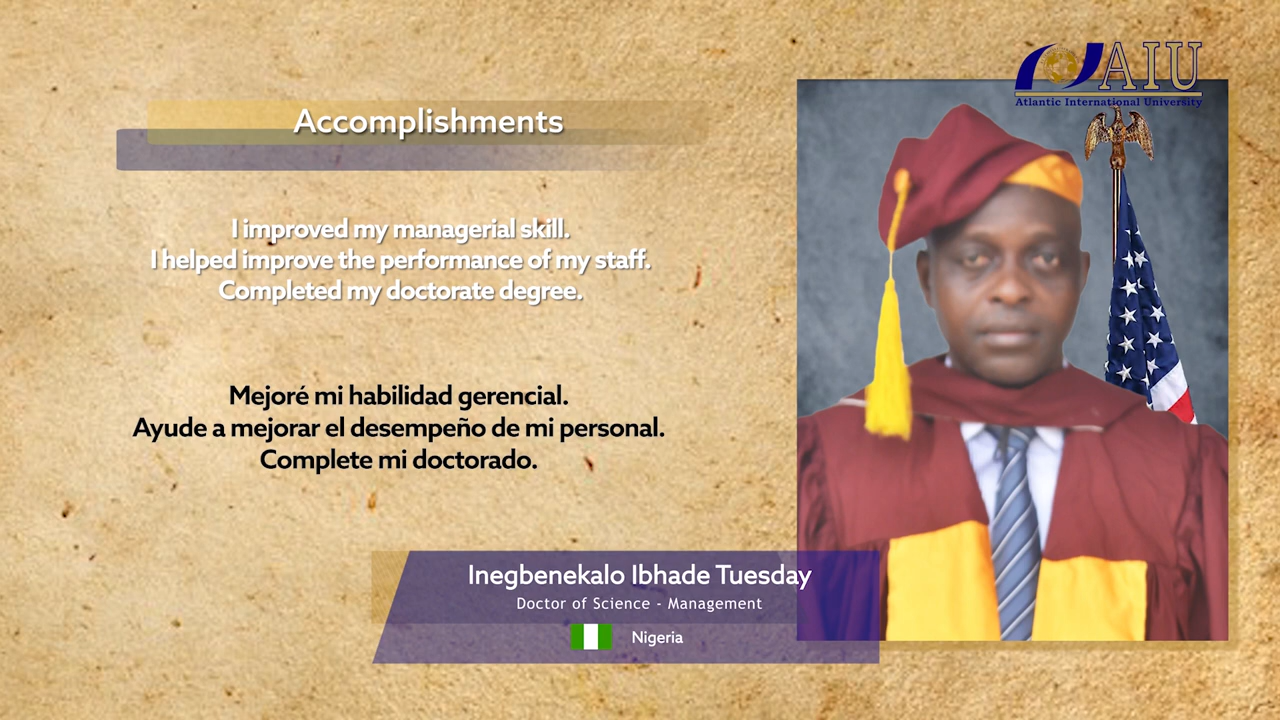 AIU
Atlantic International University
Accomplishments
I improved my managerial skill.
I helped improve the performance of my staff.
Completed my doctorate degree.
Mejoré mi habilidad gerencial.
Ayude a mejorar el desempeño de mi personal.
Complete mi doctorado.
Inegbenekalo Ibhade Tuesday
Doctor of Science - Management
Nigeria